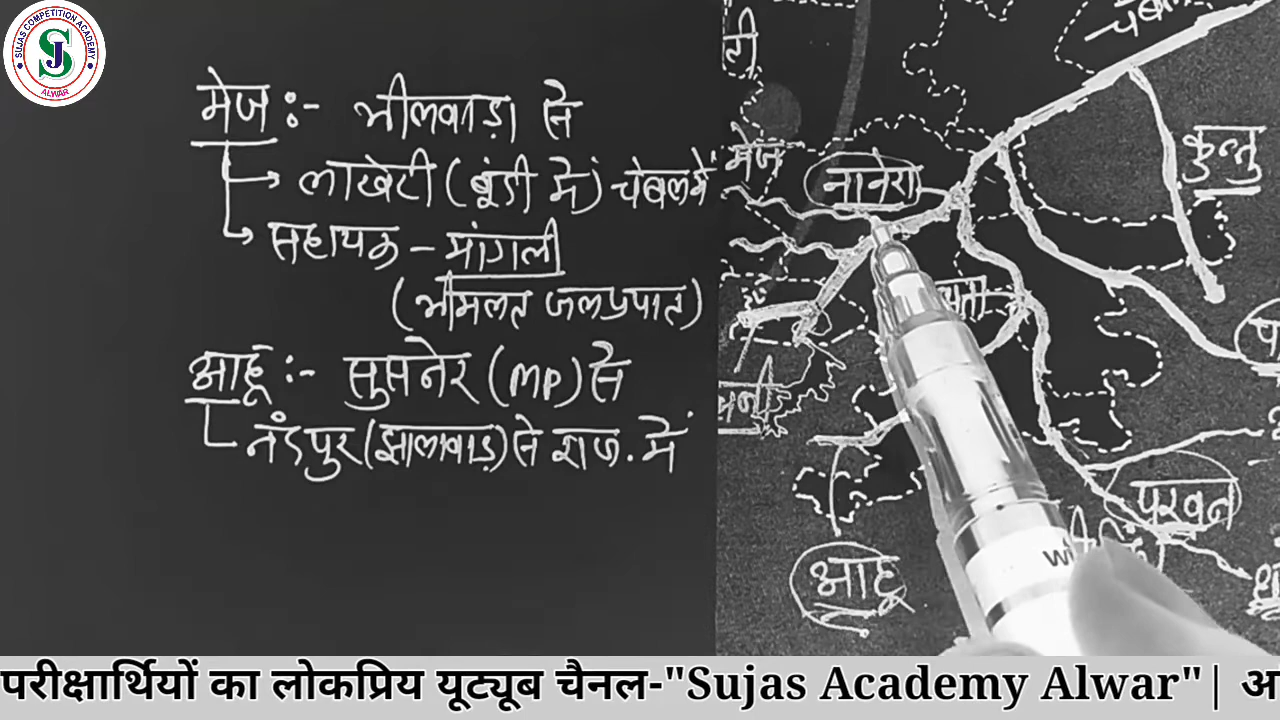 SUJAS COMPETITION ACADEMY
SJ
ALWAR
मेज :- भीलवाड़ा से
→ लाखेटी (बूंडी में) चंबल में
→ सहायक - मांगली
(भीमलत जलप्रपात)
आहू :- सुसनेर (MP) से
नंदपुर (झालावाड़) से राज. में
चंबल
टी
मेज
नानेरा
कुन्नु
आहू
परवन
परीक्षार्थियों का लोकप्रिय यूट्यूब चैनल-"Sujas Academy Alwar"| अ